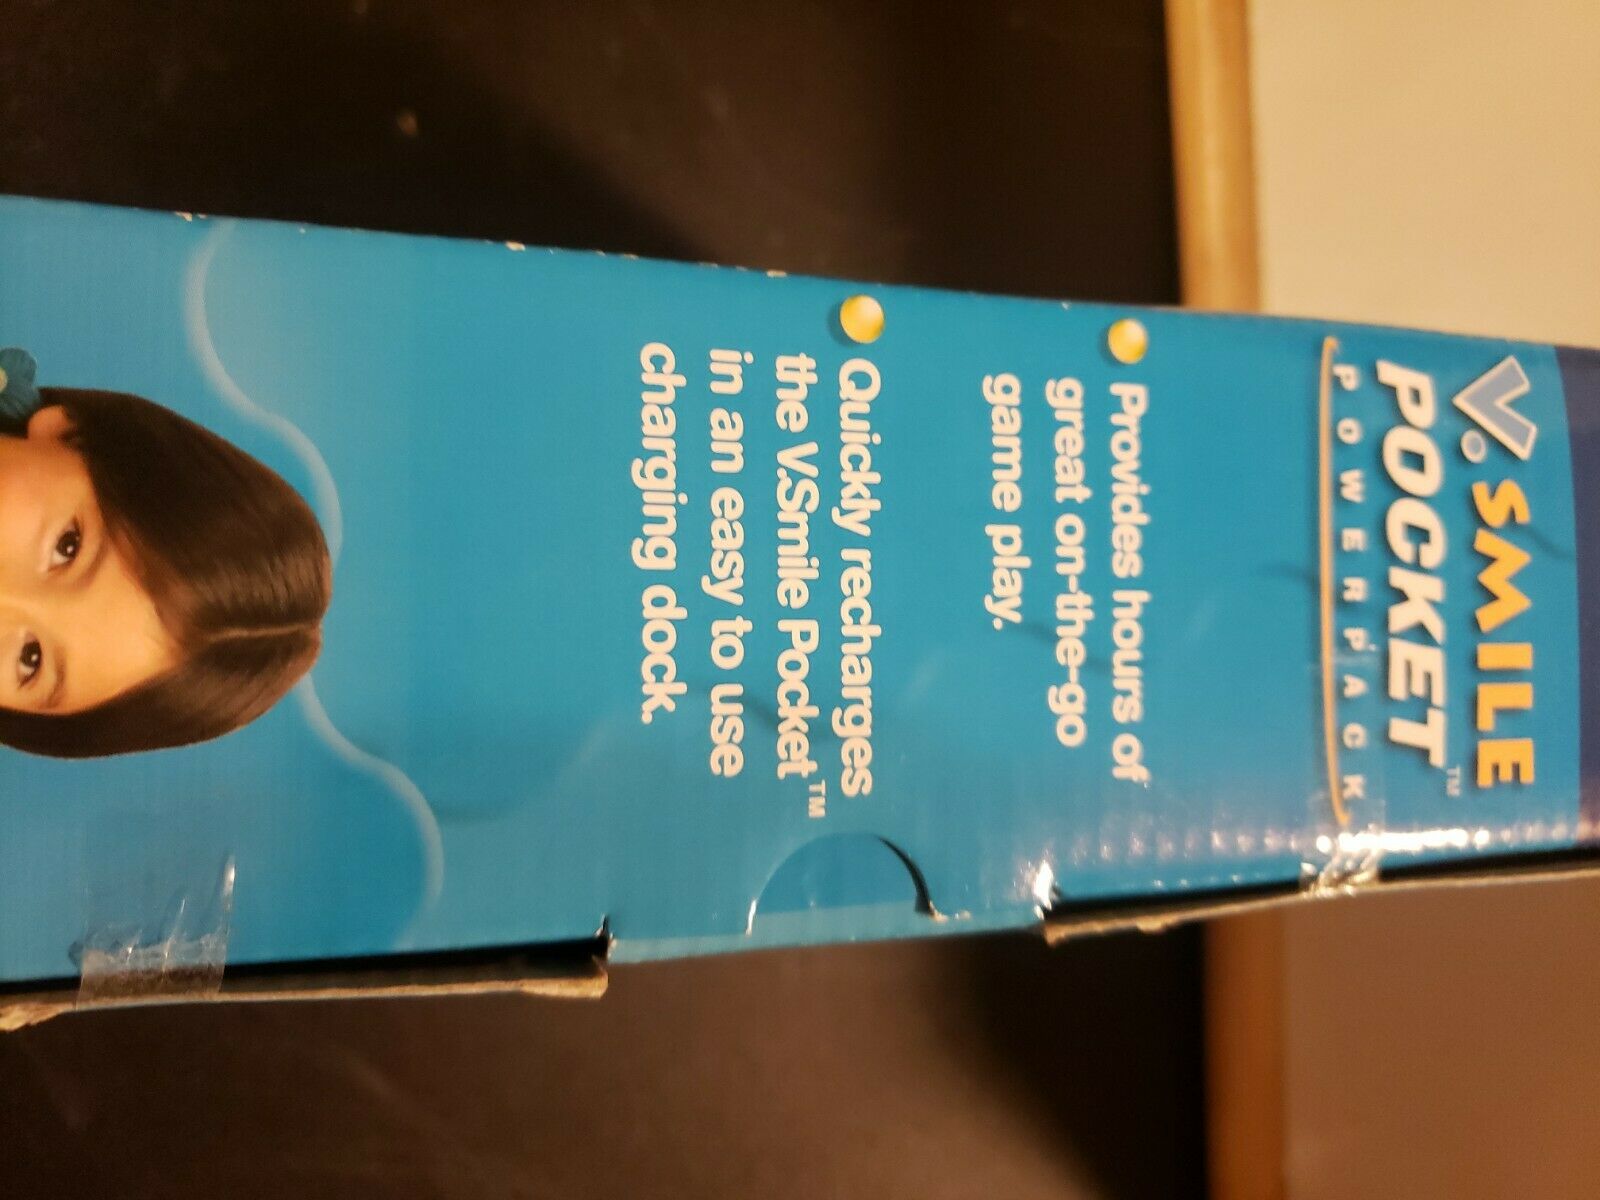 V.SMILE
POCKET™
POWERPACK
Provides hours of
great on-the-go
game play.
Quickly recharges
the V.Smile Pocket™
in an easy to use
charging dock.